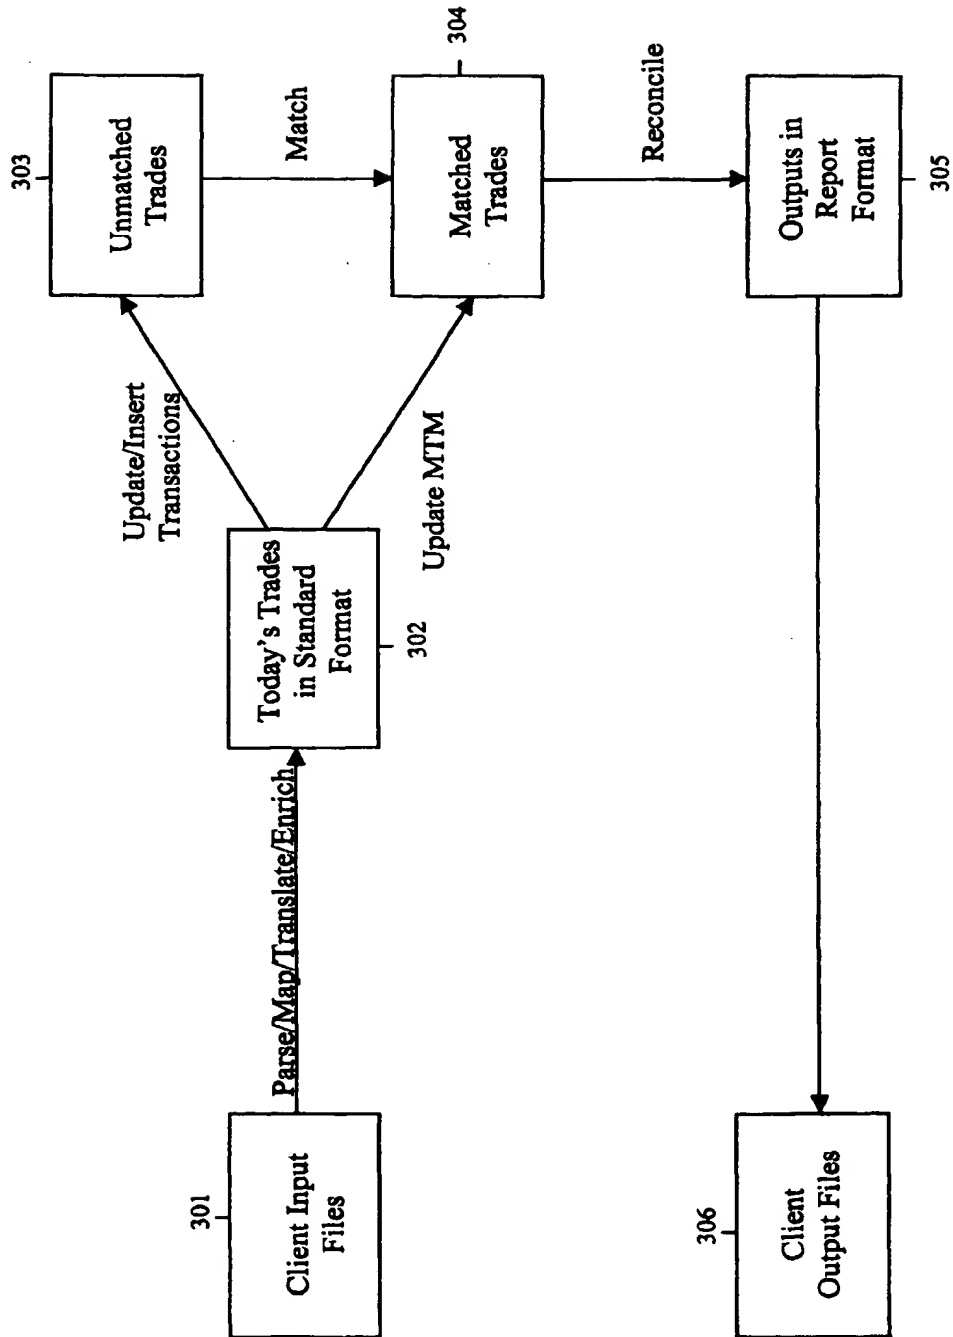 301
Client Input
Files
Parse/Map/Translate/Enrich
Today's Trades
in Standard
Format
302
Update/Insert
Transactions
Update MTM
303
Unmatched
Trades
Match
304
Matched
Trades
Reconcile
Outputs in
Report
Format
305
306
Client
Output Files